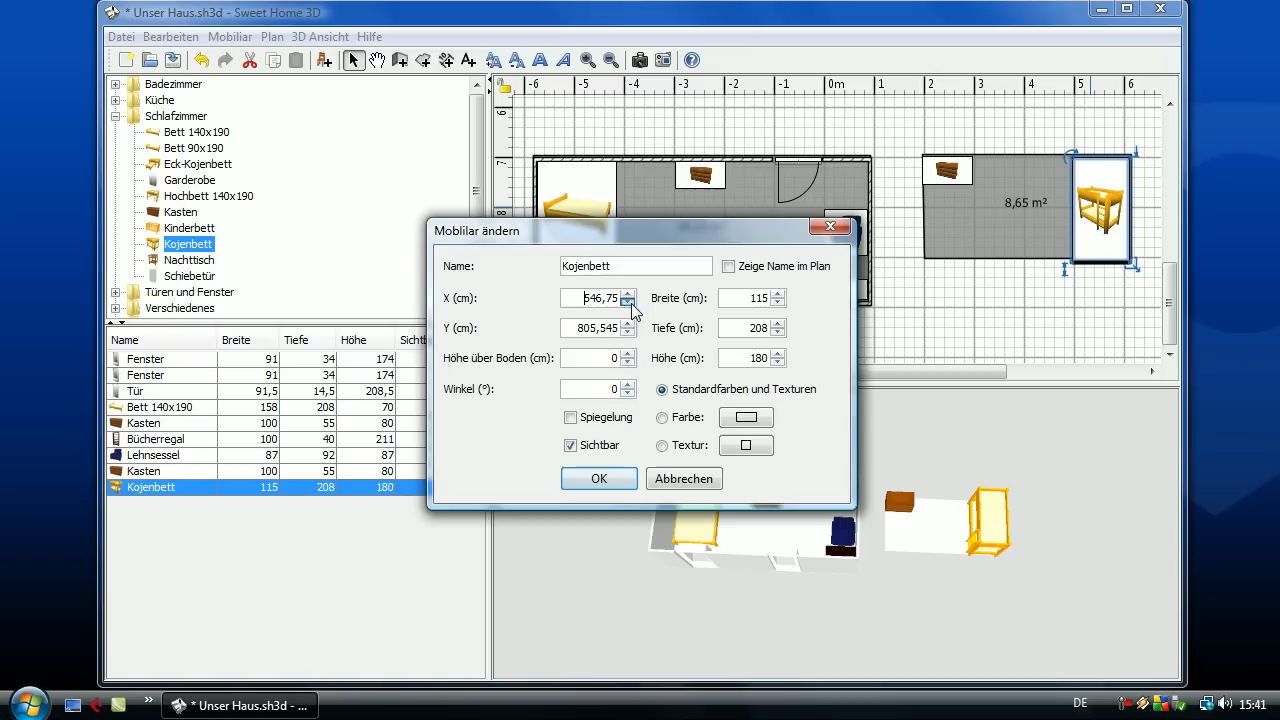 * Unser Haus.sh3d - Sweet Home 3D
Datei Bearbeiten Mobiliar Plan 3D Ansicht Hilfe
Badezimmer
Küche
Schlafzimmer
Bett 140x190
Bett 90x190
Eck-Kojenbett
Garderobe
Hochbett 140x190
Kasten
Kinderbett
Kojenbett
Nachttisch
Schiebetür
Türen und Fenster
Verschiedenes
-6 -5 -4 -3 -2 -1 0m 1 2 3 4 5 6
6
7
8
8,65 m²
Name Breite Tiefe Höhe Sichtb
Fenster 91 34 174
Fenster 91 34 174
Tür 91,5 14,5 208,5
Bett 140x190 158 208 70
Kasten 100 55 80
Bücherregal 100 40 211
Lehnsessel 87 92 87
Kasten 100 55 80
Kojenbett 115 208 180
Moblilar ändern
Name: Kojenbett Zeige Name im Plan
X (cm): 546,75 Breite (cm): 115
Y (cm): 805,545 Tiefe (cm): 208
Höhe über Boden (cm): 0 Höhe (cm): 180
Winkel (°): 0 Standardfarben und Texturen
Spiegelung Farbe:
Sichtbar Textur:
OK Abbrechen
* Unser Haus.sh3d - ...
DE 15:41